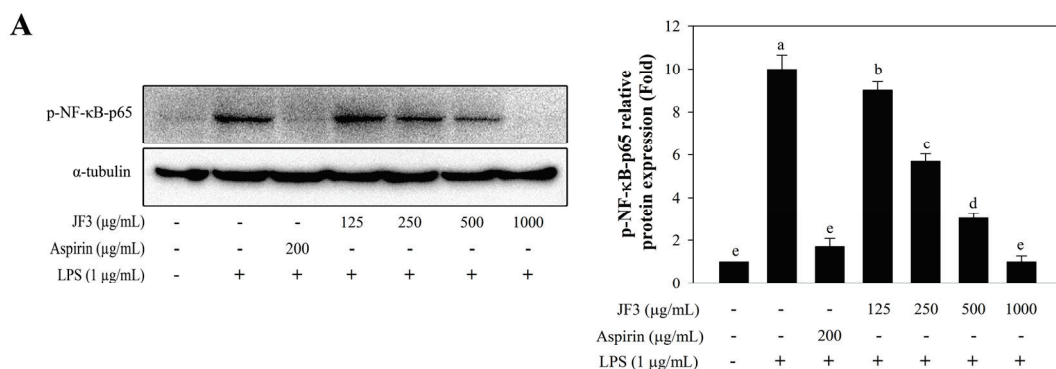 A
p-NF-κB-p65
α-tubulin
JF3 (μg/mL) - - - 125 250 500 1000
Aspirin (μg/mL) - - 200 - - - -
LPS (1 μg/mL) - + + + + + +
p-NF-κB-p65 relative
protein expression (Fold)
12
10
8
6
4
2
0
e a e b c d e
JF3 (μg/mL) - - - 125 250 500 1000
Aspirin (μg/mL) - - 200 - - - -
LPS (1 μg/mL) - + + + + + +